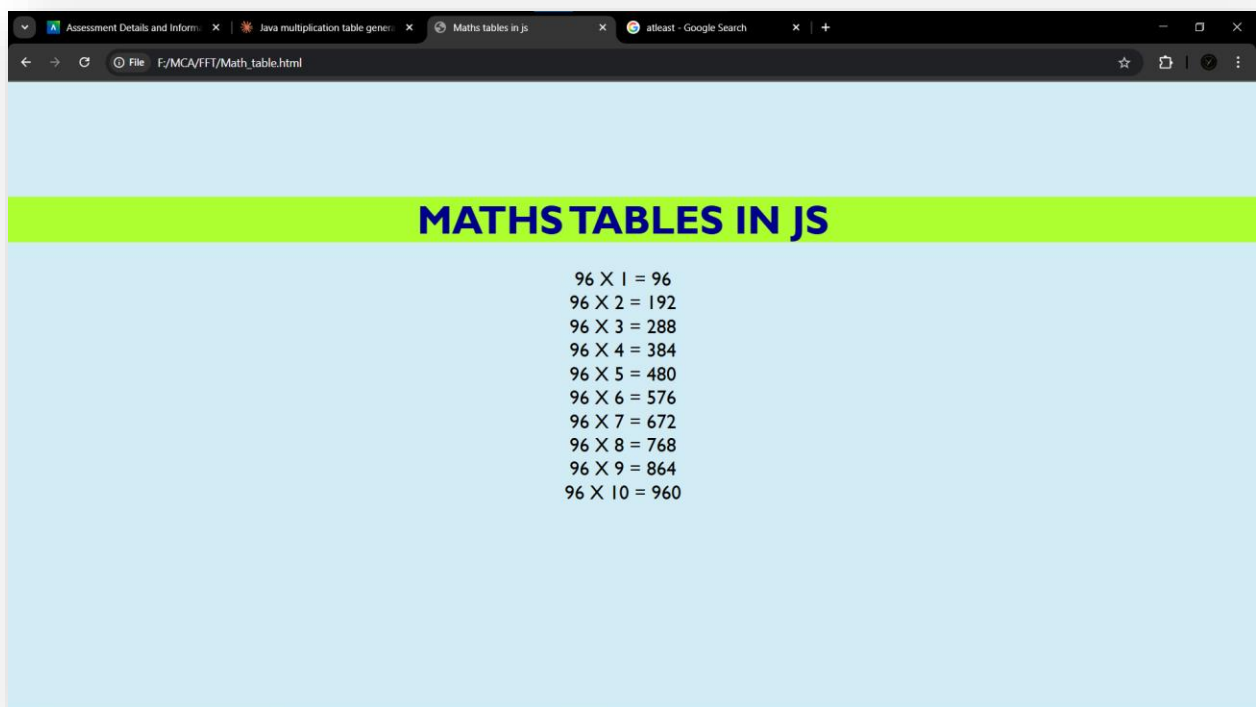 Assessment Details and Inform
Java multiplication table gener
Maths tables in js
atleast - Google Search
File F:/MCA/FFT/Math_table.html
MATHS TABLES IN JS
96 X 1 = 96
96 X 2 = 192
96 X 3 = 288
96 X 4 = 384
96 X 5 = 480
96 X 6 = 576
96 X 7 = 672
96 X 8 = 768
96 X 9 = 864
96 X 10 = 960